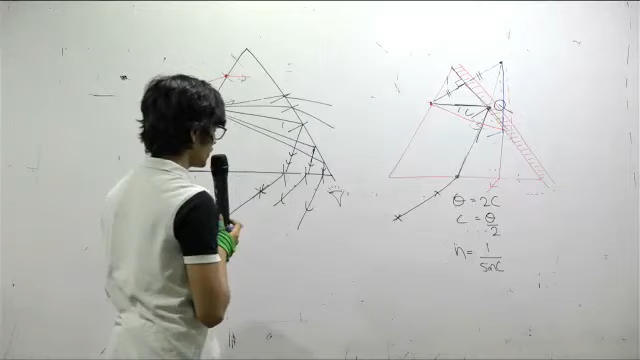 θ = 2C
C = θ/2
n = 1/sinC